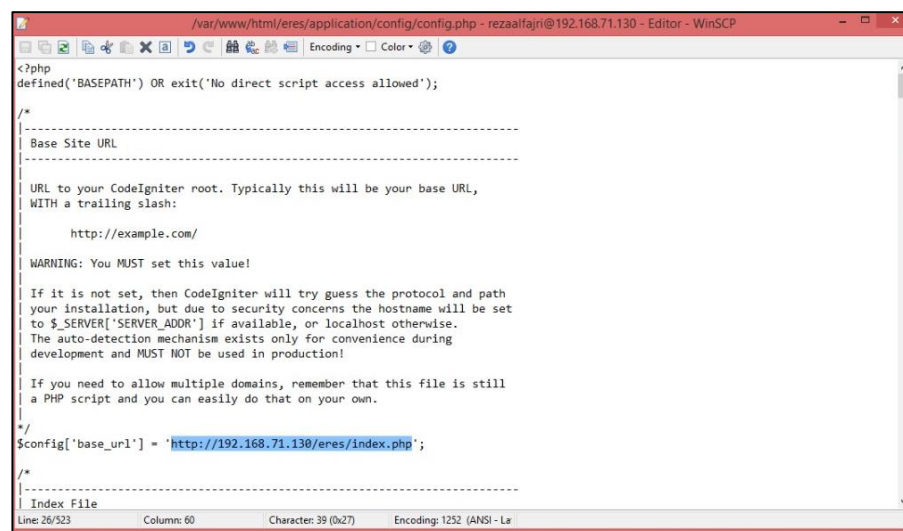 /var/www/html/eres/application/config/config.php - rezaalfajri@192.168.71.130 - Editor - WinSCP
Encoding Color
<?php
defined('BASEPATH') OR exit('No direct script access allowed');
/*
|--------------------------------------------------------------------------
| Base Site URL
|--------------------------------------------------------------------------
|
| URL to your CodeIgniter root. Typically this will be your base URL,
| WITH a trailing slash:
|
| http://example.com/
|
| WARNING: You MUST set this value!
|
| If it is not set, then CodeIgniter will try guess the protocol and path
| your installation, but due to security concerns the hostname will be set
| to $_SERVER['SERVER_ADDR'] if available, or localhost otherwise.
| The auto-detection mechanism exists only for convenience during
| development and MUST NOT be used in production!
|
| If you need to allow multiple domains, remember that this file is still
| a PHP script and you can easily do that on your own.
|
*/
$config['base_url'] = 'http://192.168.71.130/eres/index.php';
/*
|--------------------------------------------------------------------------
| Index File
Line: 26/523 Column: 60 Character: 39 (0x27) Encoding: 1252 (ANSI - La